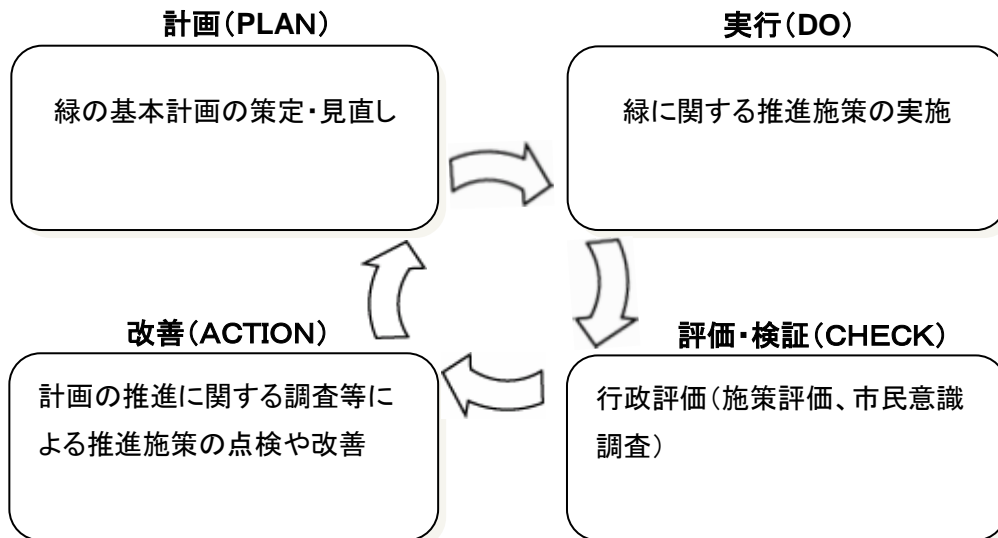 計画（PLAN）
緑の基本計画の策定・見直し
実行（DO）
緑に関する推進施策の実施
改善（ACTION）
計画の推進に関する調査等に
よる推進施策の点検や改善
評価・検証（CHECK）
行政評価（施策評価、市民意識
調査）